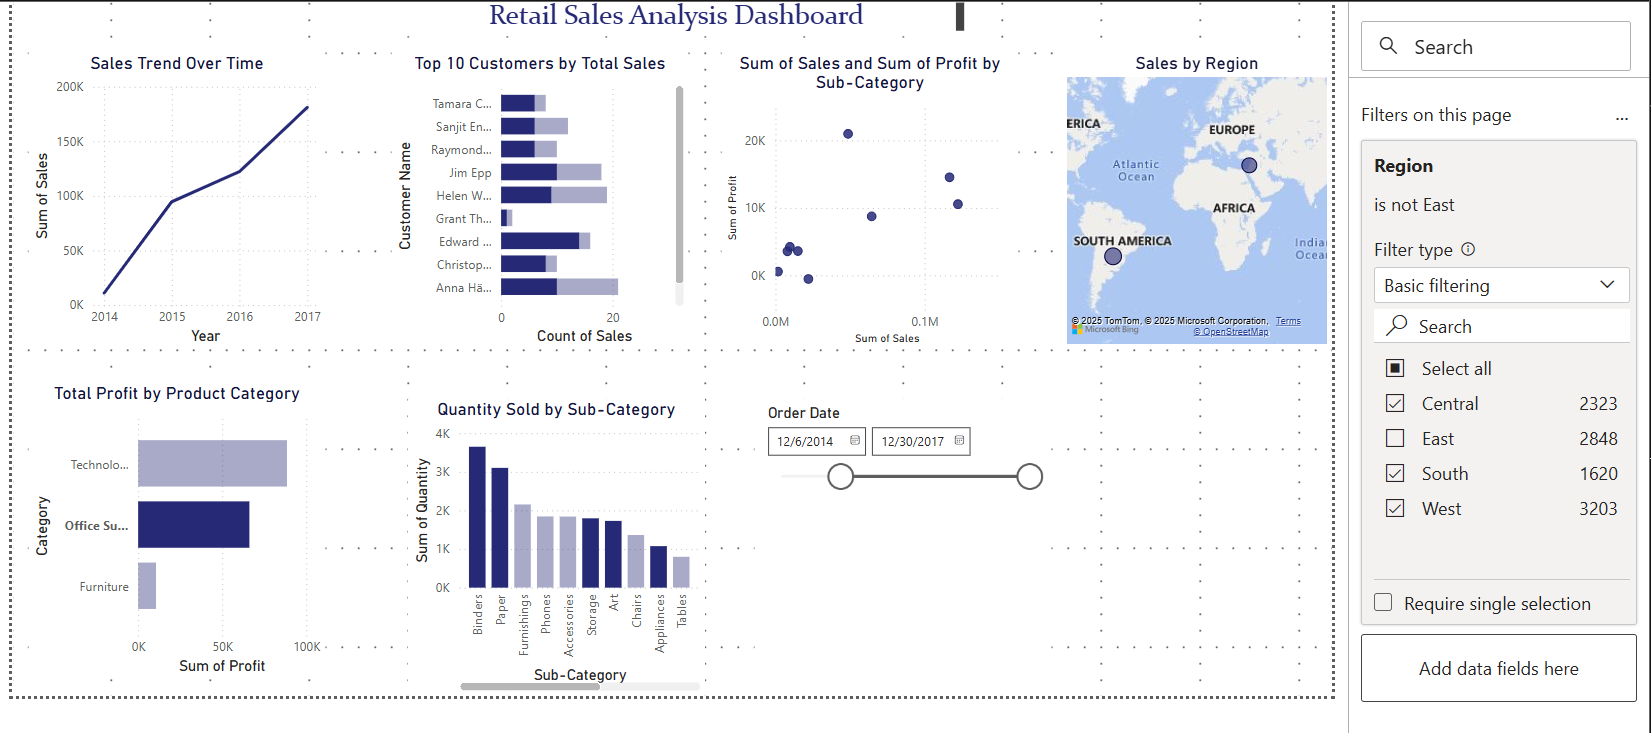 Retail Sales Analysis Dashboard
Sales Trend Over Time
Sum of Sales
200K
150K
100K
50K
0K
2014 2015 2016 2017
Year
Top 10 Customers by Total Sales
Customer Name
Tamara C...
Sanjit En...
Raymond...
Jim Epp
Helen W...
Grant Th...
Edward ...
Christop...
Anna Hä...
0 20
Count of Sales
Sum of Sales and Sum of Profit by
Sub-Category
Sum of Profit
20K
10K
0K
0.0M 0.1M
Sum of Sales
Sales by Region
ERICA
EUROPE
Atlantic
Ocean
AFRICA
SOUTH AMERICA
India
Ocea
© 2025 TomTom, © 2025 Microsoft Corporation, Terms
Microsoft Bing
© OpenStreetMap
Total Profit by Product Category
Category
Technolo...
Office Su...
Furniture
0K 50K 100K
Sum of Profit
Quantity Sold by Sub-Category
Sum of Quantity
4K
3K
2K
1K
0K
Binders
Paper
Furnishings
Phones
Accessories
Storage
Art
Chairs
Appliances
Tables
Sub-Category
Order Date
12/6/2014 12/30/2017
Search
Filters on this page ...
Region
is not East
Filter type
Basic filtering
Search
Select all
Central 2323
East 2848
South 1620
West 3203
Require single selection
Add data fields here